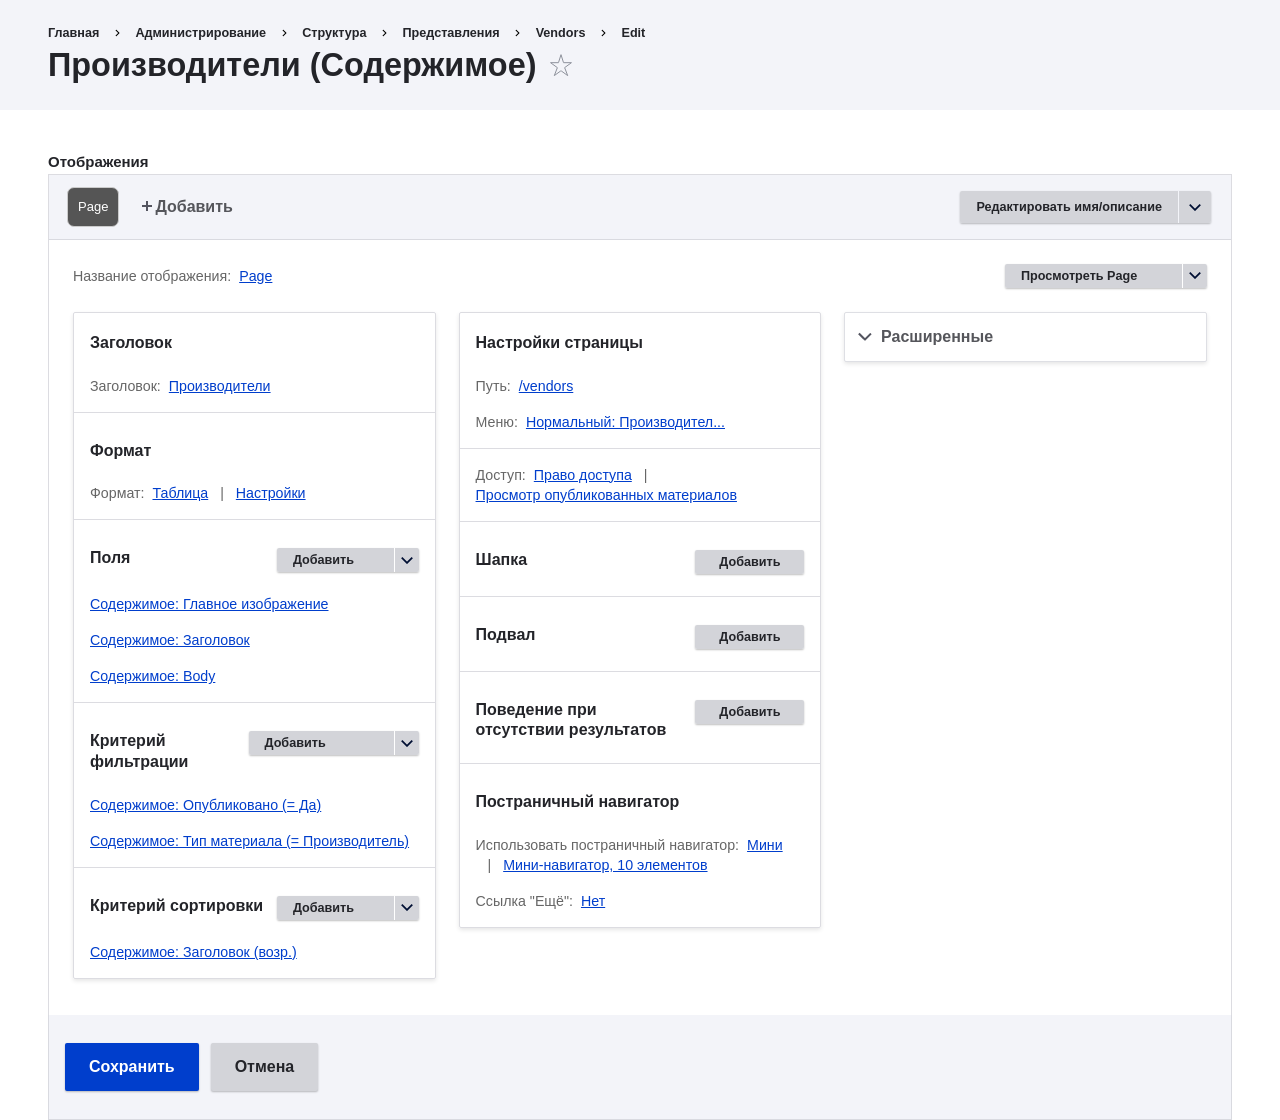 Главная > Администрирование > Структура > Представления > Vendors > Edit
Производители (Содержимое) ☆
Отображения
Page
+ Добавить
Редактировать имя/описание
Название отображения: Page
Просмотреть Page
Заголовок
Заголовок: Производители
Формат
Формат: Таблица | Настройки
Поля
Добавить
Содержимое: Главное изображение
Содержимое: Заголовок
Содержимое: Body
Критерий
фильтрации
Добавить
Содержимое: Опубликовано (= Да)
Содержимое: Тип материала (= Производитель)
Критерий сортировки
Добавить
Содержимое: Заголовок (возр.)
Настройки страницы
Путь: /vendors
Меню: Нормальный: Производител...
Доступ: Право доступа |
Просмотр опубликованных материалов
Шапка
Добавить
Подвал
Добавить
Поведение при
отсутствии результатов
Добавить
Постраничный навигатор
Использовать постраничный навигатор: Мини
| Мини-навигатор, 10 элементов
Ссылка "Ещё": Нет
Расширенные
Сохранить
Отмена